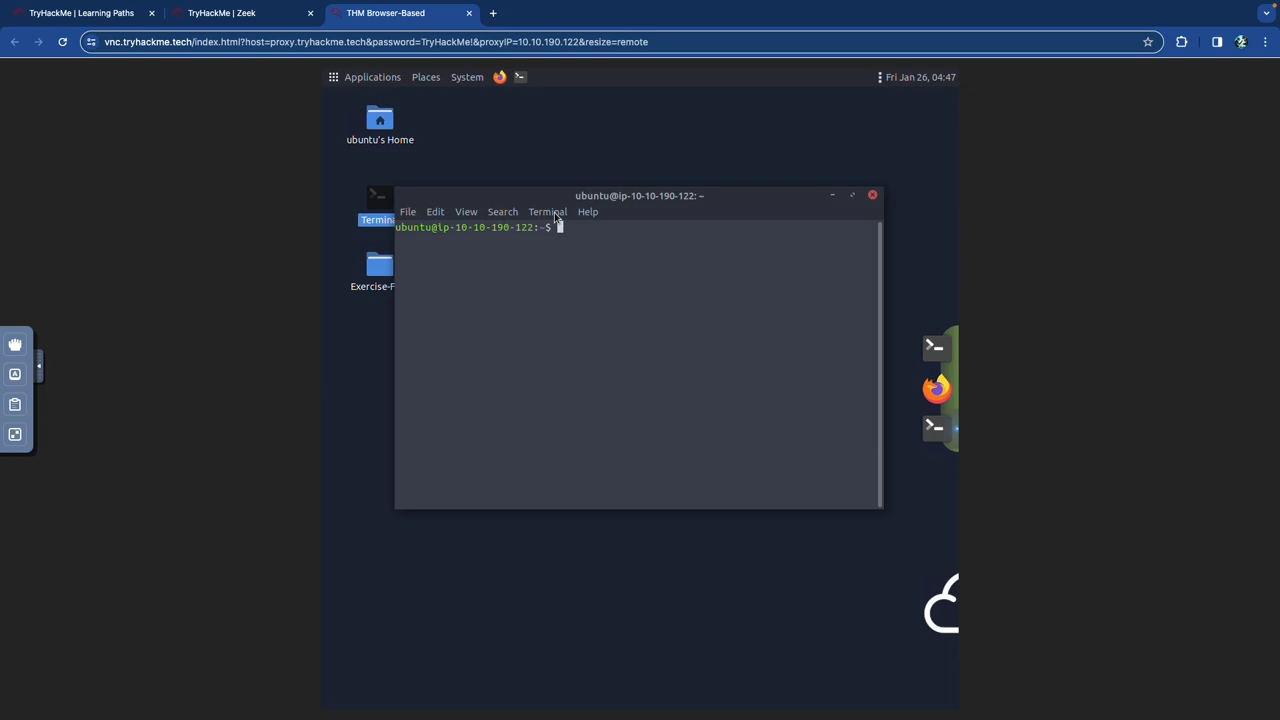 TryHackMe | Learning Paths
TryHackMe | Zeek
THM Browser-Based
vnc.tryhackme.tech/index.html?host=proxy.tryhackme.tech&password=TryHackMe!&proxyIP=10.10.190.122&resize=remote
Applications Places System
Fri Jan 26, 04:47
ubuntu's Home
ubuntu@ip-10-10-190-122: ~
File Edit View Search Terminal Help
Termina
ubuntu@ip-10-10-190-122:~$
Exercise-F